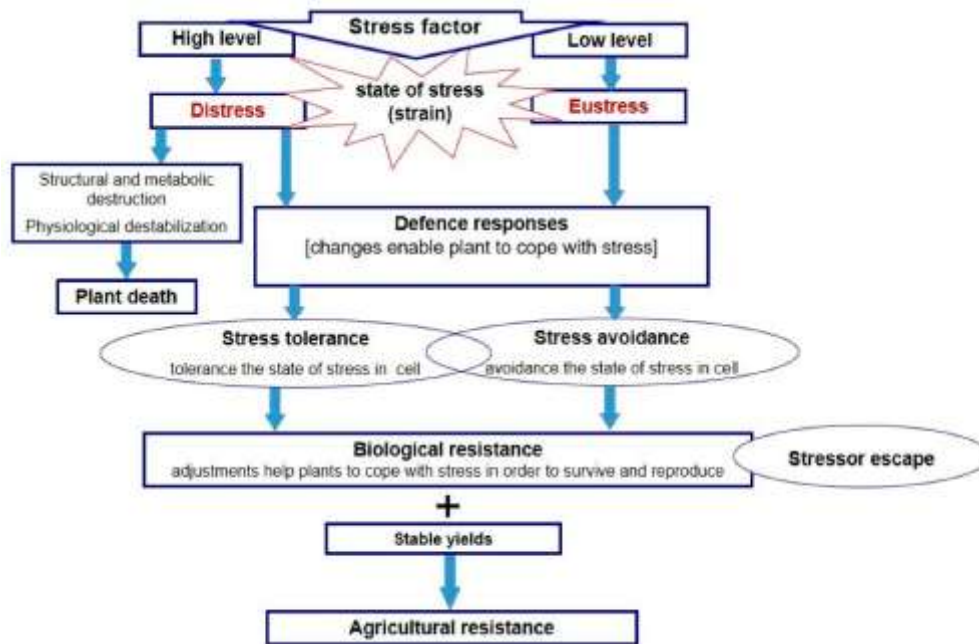 Stress factor
High level
Low level
state of stress
(strain)
Distress
Eustress
Structural and metabolic
destruction
Physiological destabilization
Defence responses
[changes enable plant to cope with stress]
Plant death
Stress tolerance
tolerance the state of stress in cell
Stress avoidance
avoidance the state of stress in cell
Biological resistance
adjustments help plants to cope with stress in order to survive and reproduce
Stressor escape
+
Stable yields
Agricultural resistance